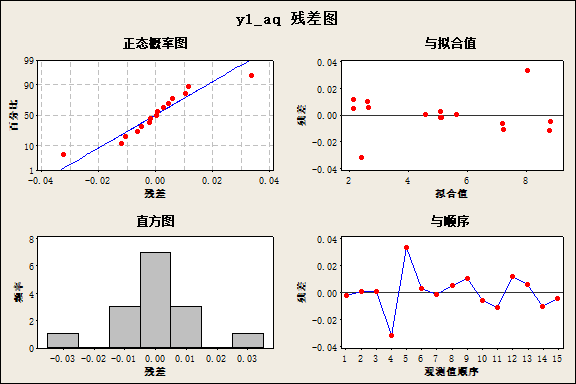 y1_aq 残差图
正态概率图
百分比
99
90
50
10
1
-0.04
-0.02
0.00
0.02
0.04
残差
与拟合值
残差
0.04
0.02
0.00
-0.02
-0.04
2
4
6
8
拟合值
直方图
频率
8
6
4
2
0
-0.03
-0.02
-0.01
0.00
0.01
0.02
0.03
残差
与顺序
残差
0.04
0.02
0.00
-0.02
-0.04
1 2 3 4 5 6 7 8 9 10 11 12 13 14 15
观测值顺序